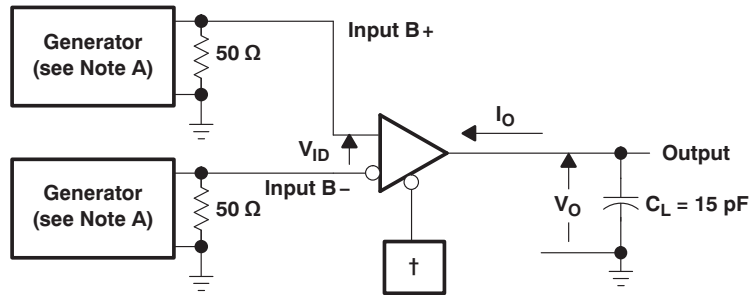 Generator
(see Note A)
50 Ω
Input B+
V_ID
I_O
Output
Generator
(see Note A)
50 Ω
Input B−
V_O
C_L = 15 pF
†